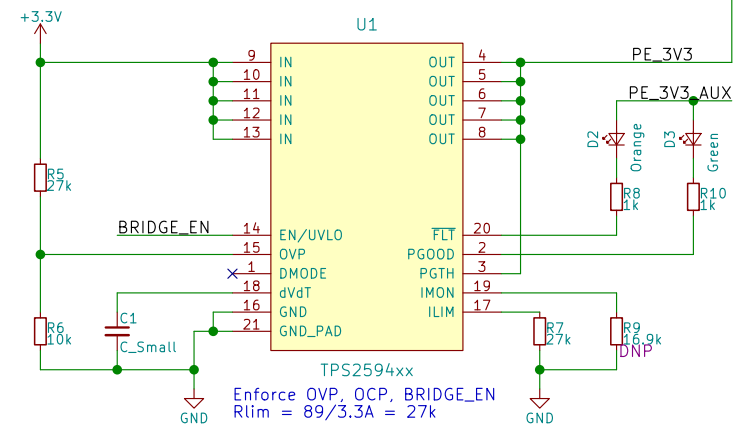 +3.3V
U1
9 IN OUT 4 PE_3V3
10 IN OUT 5
11 IN OUT 6 PE_3V3_AUX
12 IN OUT 7
13 IN OUT 8
D2 Orange D3 Green
R5
27k
R8
1k
R10
1k
BRIDGE_EN 14 EN/UVLO FLT 20
15 OVP PGOOD 2
1 DMODE PGTH 3
18 dVdT IMON 19
16 GND ILIM 17
21 GND_PAD
R6
10k
C1
C_Small
R7
27k
R9
16.9k
DNP
TPS2594xx
Enforce OVP, OCP, BRIDGE_EN
Rlim = 89/3.3A = 27k
GND
GND